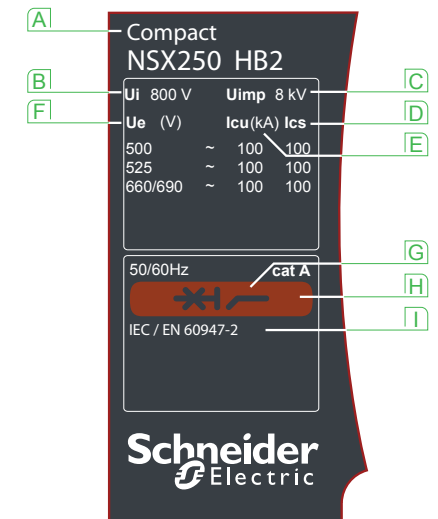 A
Compact
NSX250 HB2
B
Ui 800 V Uimp 8 kV
C
F
Ue (V) Icu(kA) Ics
D
E
500 ~ 100 100
525 ~ 100 100
660/690 ~ 100 100
G
50/60Hz cat A
H
IEC / EN 60947-2
I
Schneider
Electric